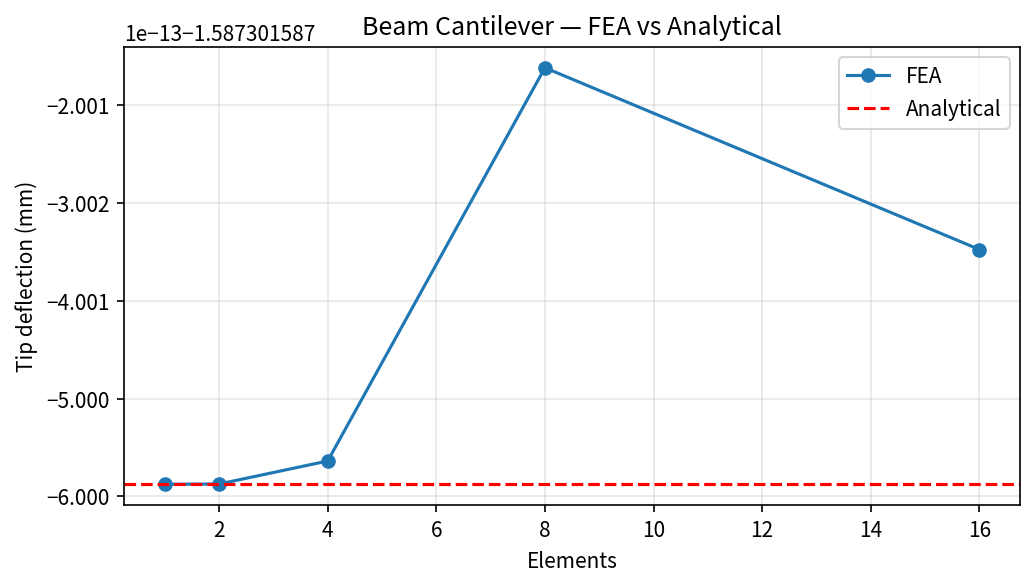 Beam Cantilever — FEA vs Analytical
1e−13−1.587301587
FEA
Analytical
Tip deflection (mm)
−2.001
−3.002
−4.001
−5.000
−6.000
2 4 6 8 10 12 14 16
Elements